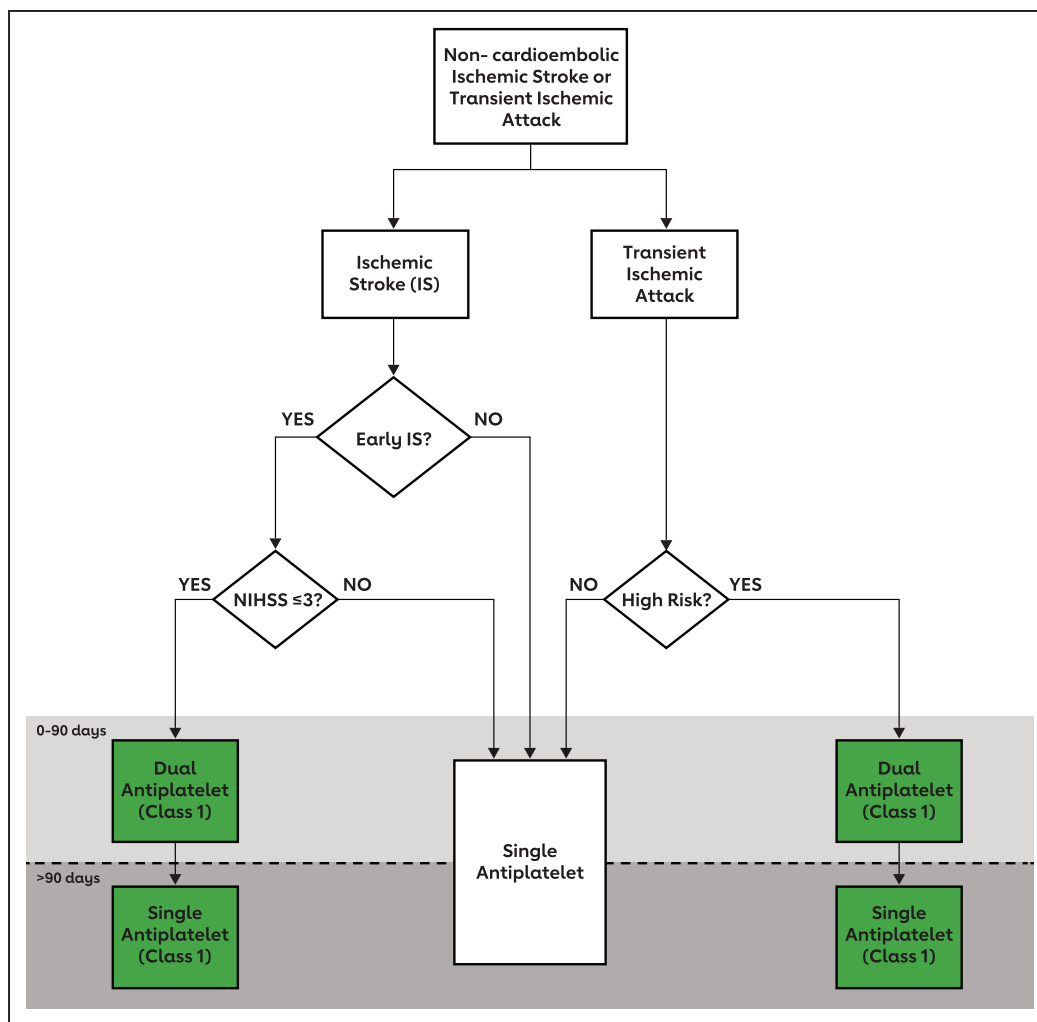 Non- cardioembolic
Ischemic Stroke or
Transient Ischemic
Attack
Ischemic
Stroke (IS)
Transient
Ischemic
Attack
YES
Early IS?
NO
YES
NIHSS ≤3?
NO
NO
High Risk?
YES
0-90 days
Dual
Antiplatelet
(Class 1)
Single
Antiplatelet
Dual
Antiplatelet
(Class 1)
>90 days
Single
Antiplatelet
(Class 1)
Single
Antiplatelet
(Class 1)